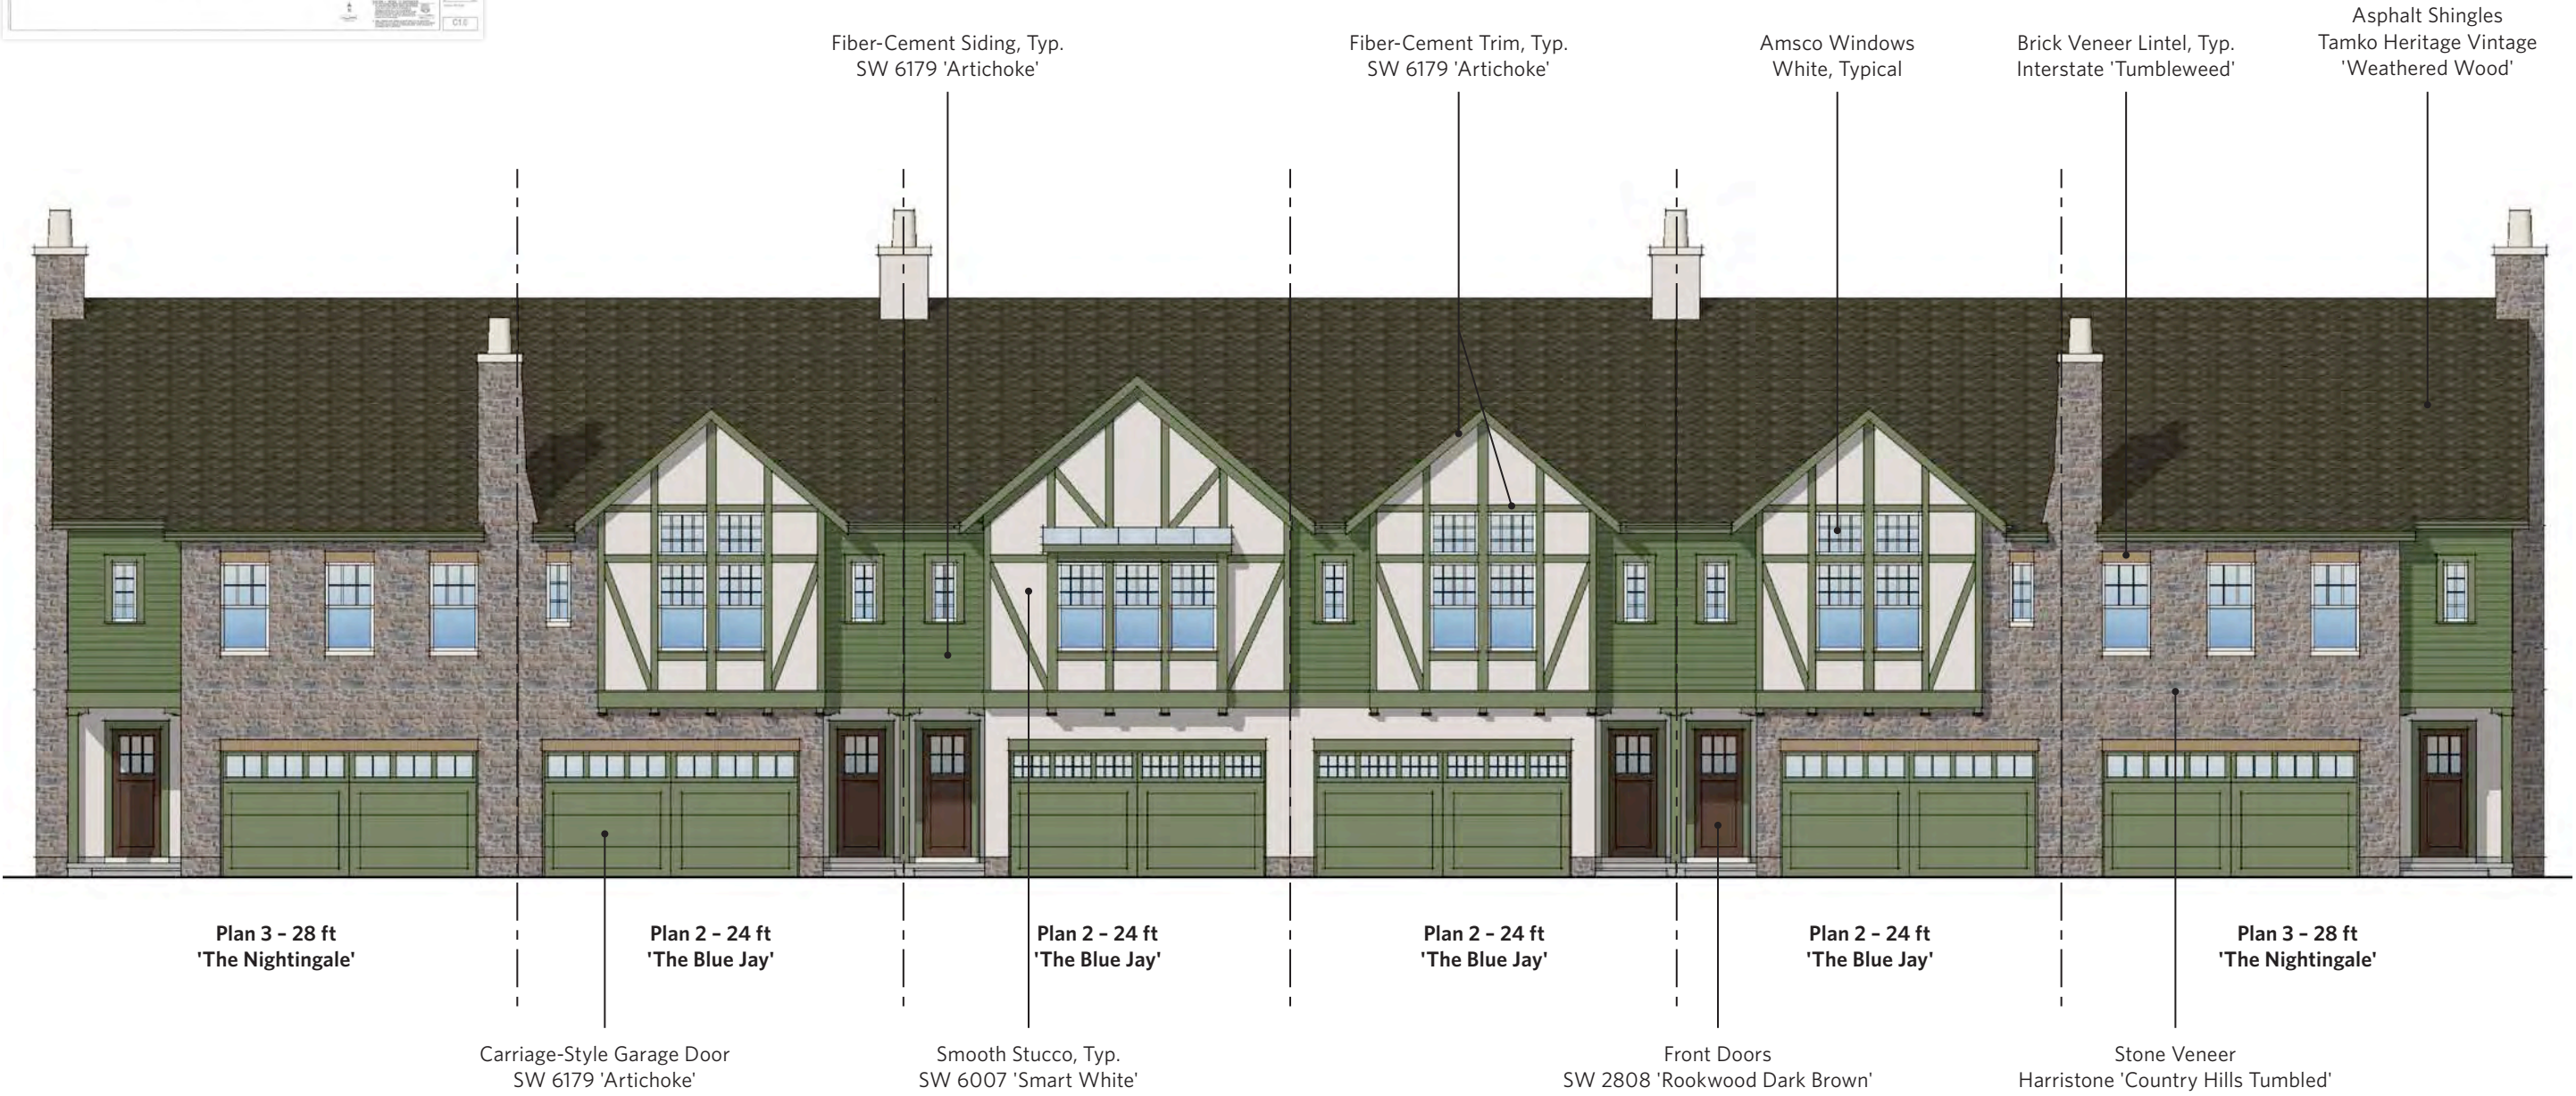 C1.0
Fiber-Cement Siding, Typ.
SW 6179 'Artichoke'
Fiber-Cement Trim, Typ.
SW 6179 'Artichoke'
Amsco Windows
White, Typical
Brick Veneer Lintel, Typ.
Interstate 'Tumbleweed'
Asphalt Shingles
Tamko Heritage Vintage
'Weathered Wood'
Plan 3 – 28 ft
'The Nightingale'
Plan 2 – 24 ft
'The Blue Jay'
Plan 2 – 24 ft
'The Blue Jay'
Plan 2 – 24 ft
'The Blue Jay'
Plan 2 – 24 ft
'The Blue Jay'
Plan 3 – 28 ft
'The Nightingale'
Carriage-Style Garage Door
SW 6179 'Artichoke'
Smooth Stucco, Typ.
SW 6007 'Smart White'
Front Doors
SW 2808 'Rookwood Dark Brown'
Stone Veneer
Harristone 'Country Hills Tumbled'